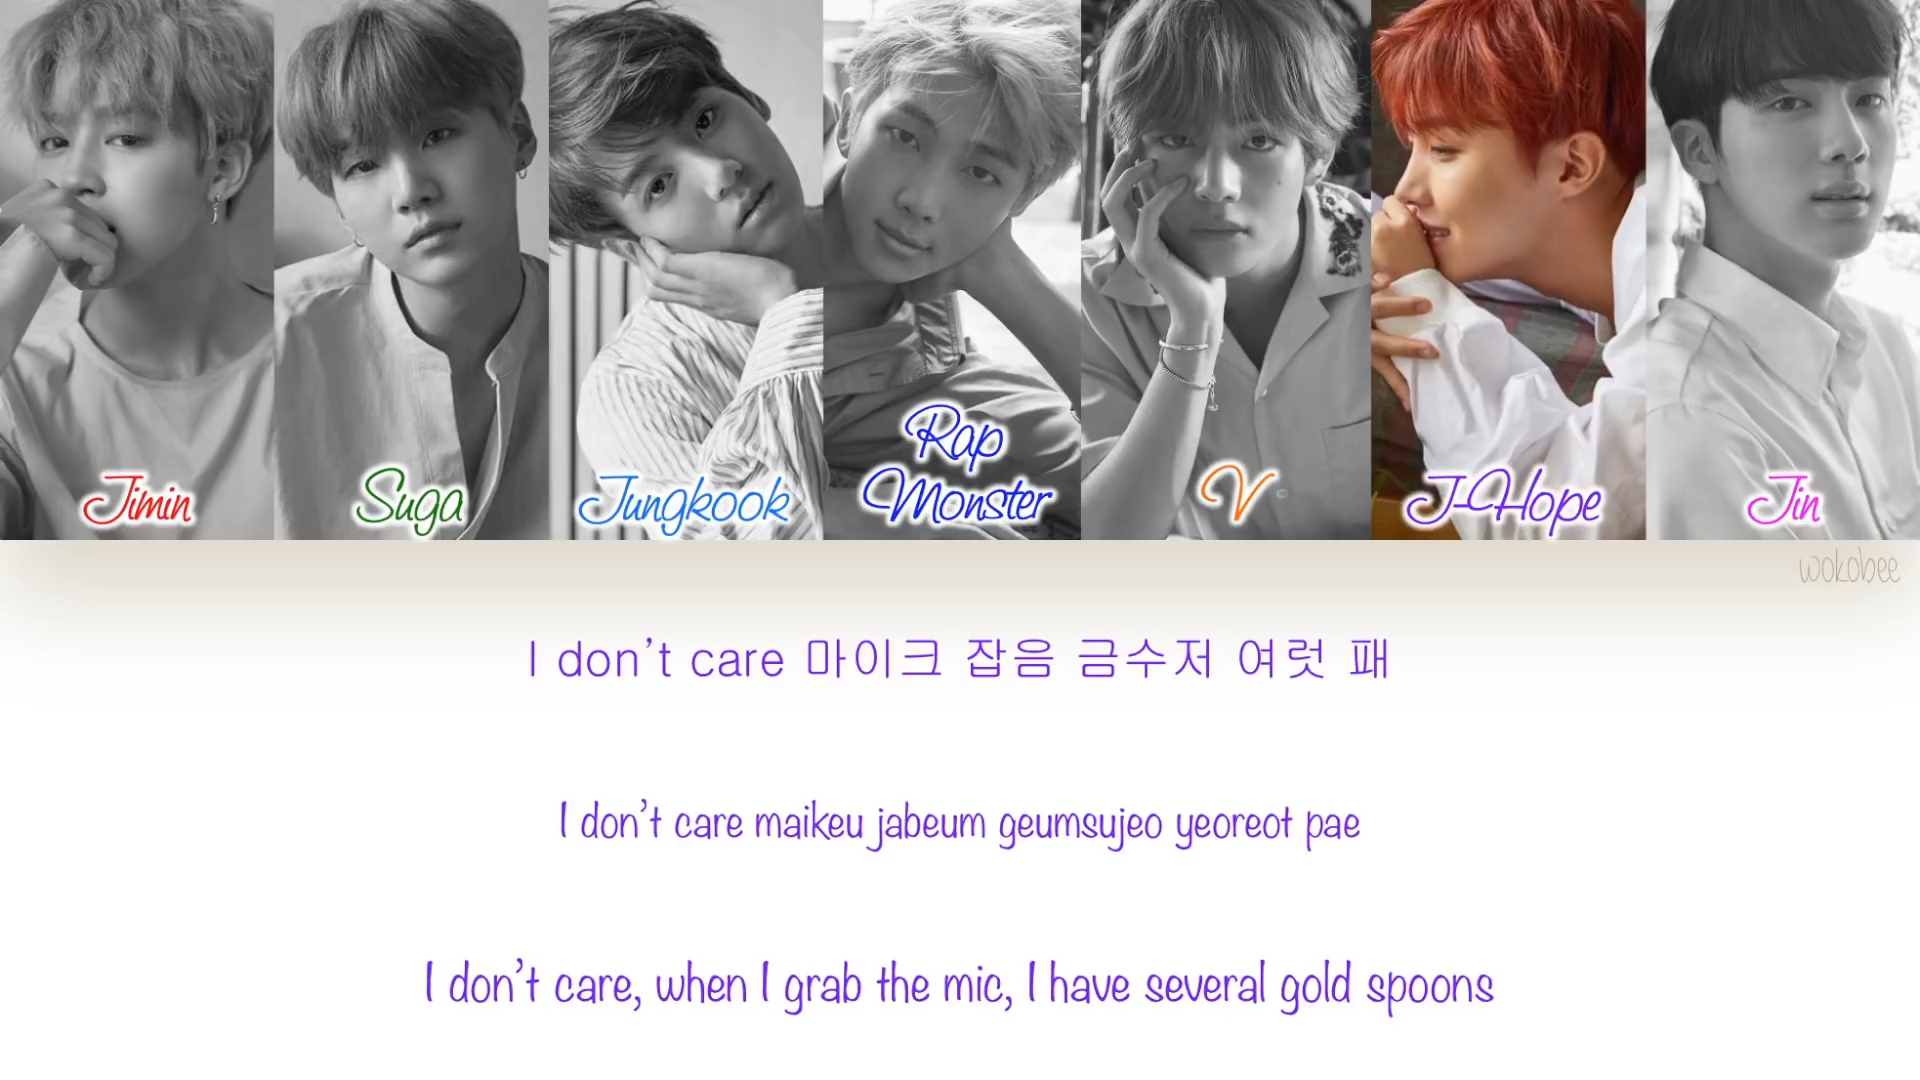 Jimin
Suga
Jungkook
Rap
Monster
V
J-Hope
Jin
wokobee
I don't care 마이크 잡음 금수저 여럿 패
I don't care maikeu jabeum geumsujeo yeoreot pae
I don't care, when I grab the mic, I have several gold spoons